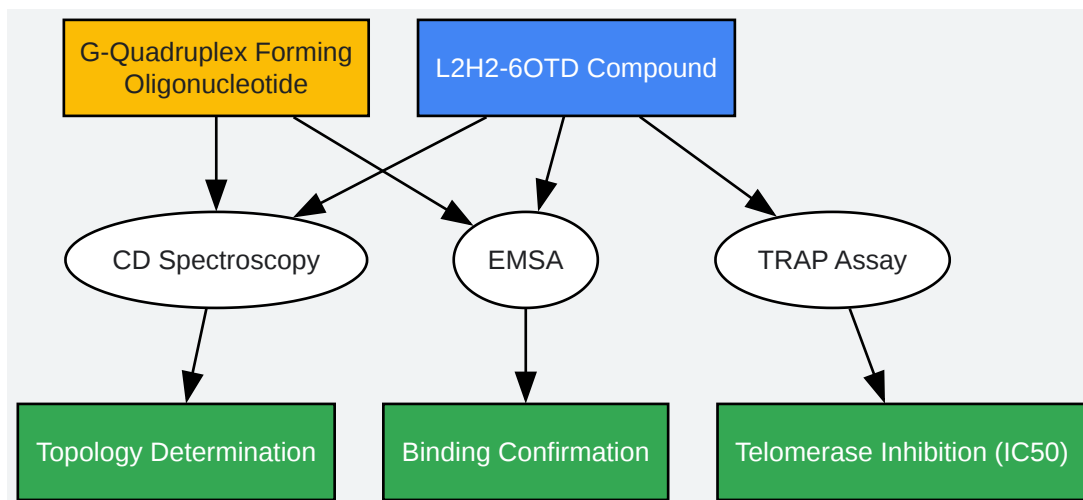 G-Quadruplex Forming
Oligonucleotide
L2H2-6OTD Compound
CD Spectroscopy
EMSA
TRAP Assay
Topology Determination
Binding Confirmation
Telomerase Inhibition (IC50)